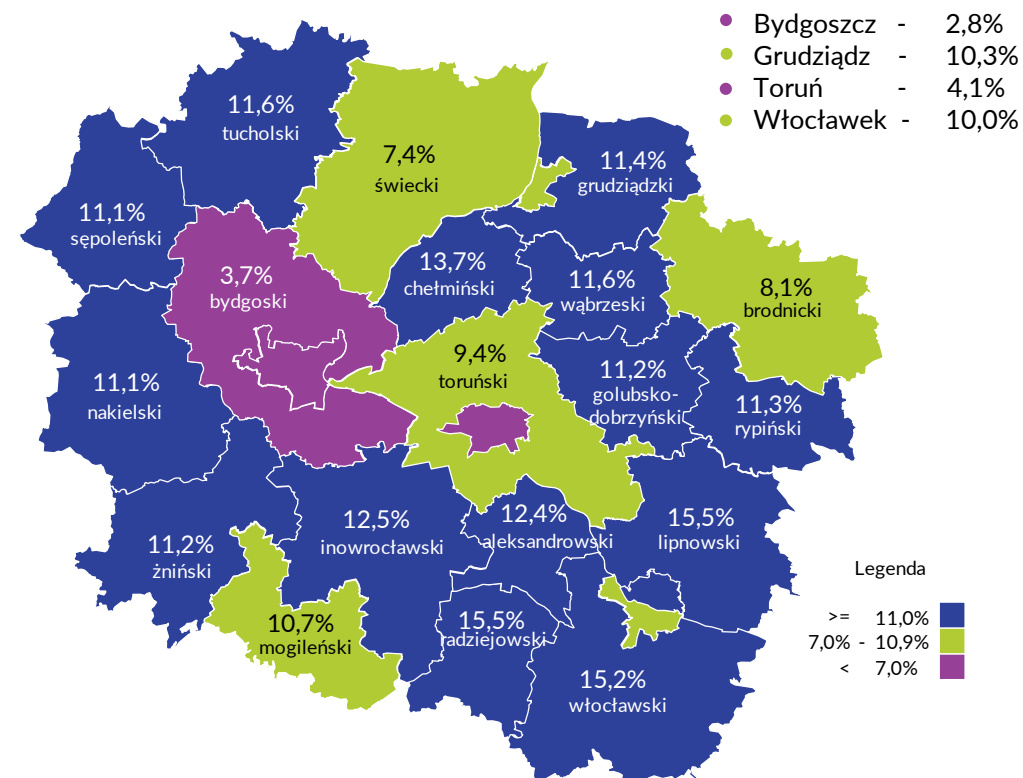 Bydgoszcz - 2,8%
Grudziądz - 10,3%
Toruń - 4,1%
Włocławek - 10,0%
11,6%
tucholski
7,4%
świecki
11,4%
grudziądzki
11,1%
sępoleński
3,7%
bydgoski
13,7%
chełmiński
11,6%
wąbrzeski
8,1%
brodnicki
11,1%
nakielski
9,4%
toruński
11,2%
golubsko-
dobrzyński
11,3%
rypiński
11,2%
żniński
12,5%
inowrocławski
12,4%
aleksandrowski
15,5%
lipnowski
10,7%
mogileński
15,5%
radziejowski
15,2%
włocławski
Legenda
>= 11,0%
7,0% - 10,9%
< 7,0%